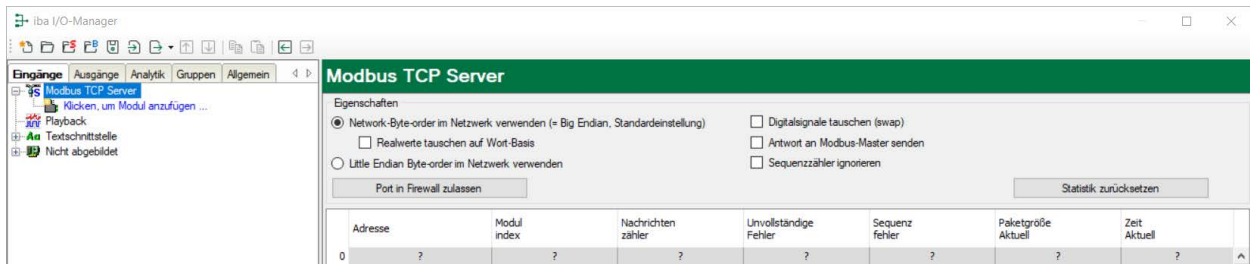 iba I/O-Manager
Eingänge Ausgänge Analytik Gruppen Allgemein
Modbus TCP Server
Klicken, um Modul anzufügen ...
Playback
Textschnittstelle
Nicht abgebildet
Modbus TCP Server
Eigenschaften
Network-Byte-order im Netzwerk verwenden (= Big Endian, Standardeinstellung)
Realwerte tauschen auf Wort-Basis
Little Endian Byte-order im Netzwerk verwenden
Digitalsignale tauschen (swap)
Antwort an Modbus-Master senden
Sequenzzähler ignorieren
Port in Firewall zulassen
Statistik zurücksetzen
Adresse
Modul
index
Nachrichten
zähler
Unvollständige
Fehler
Sequenz
fehler
Paketgröße
Aktuell
Zeit
Aktuell
0 ? ? ? ? ? ? ?